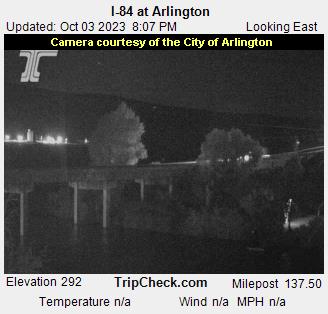 I-84 at Arlington
Updated: Oct 03 2023 8:07 PM Looking East
Camera courtesy of the City of Arlington
Elevation 292 TripCheck.com Milepost 137.50
Temperature n/a Wind n/a MPH n/a